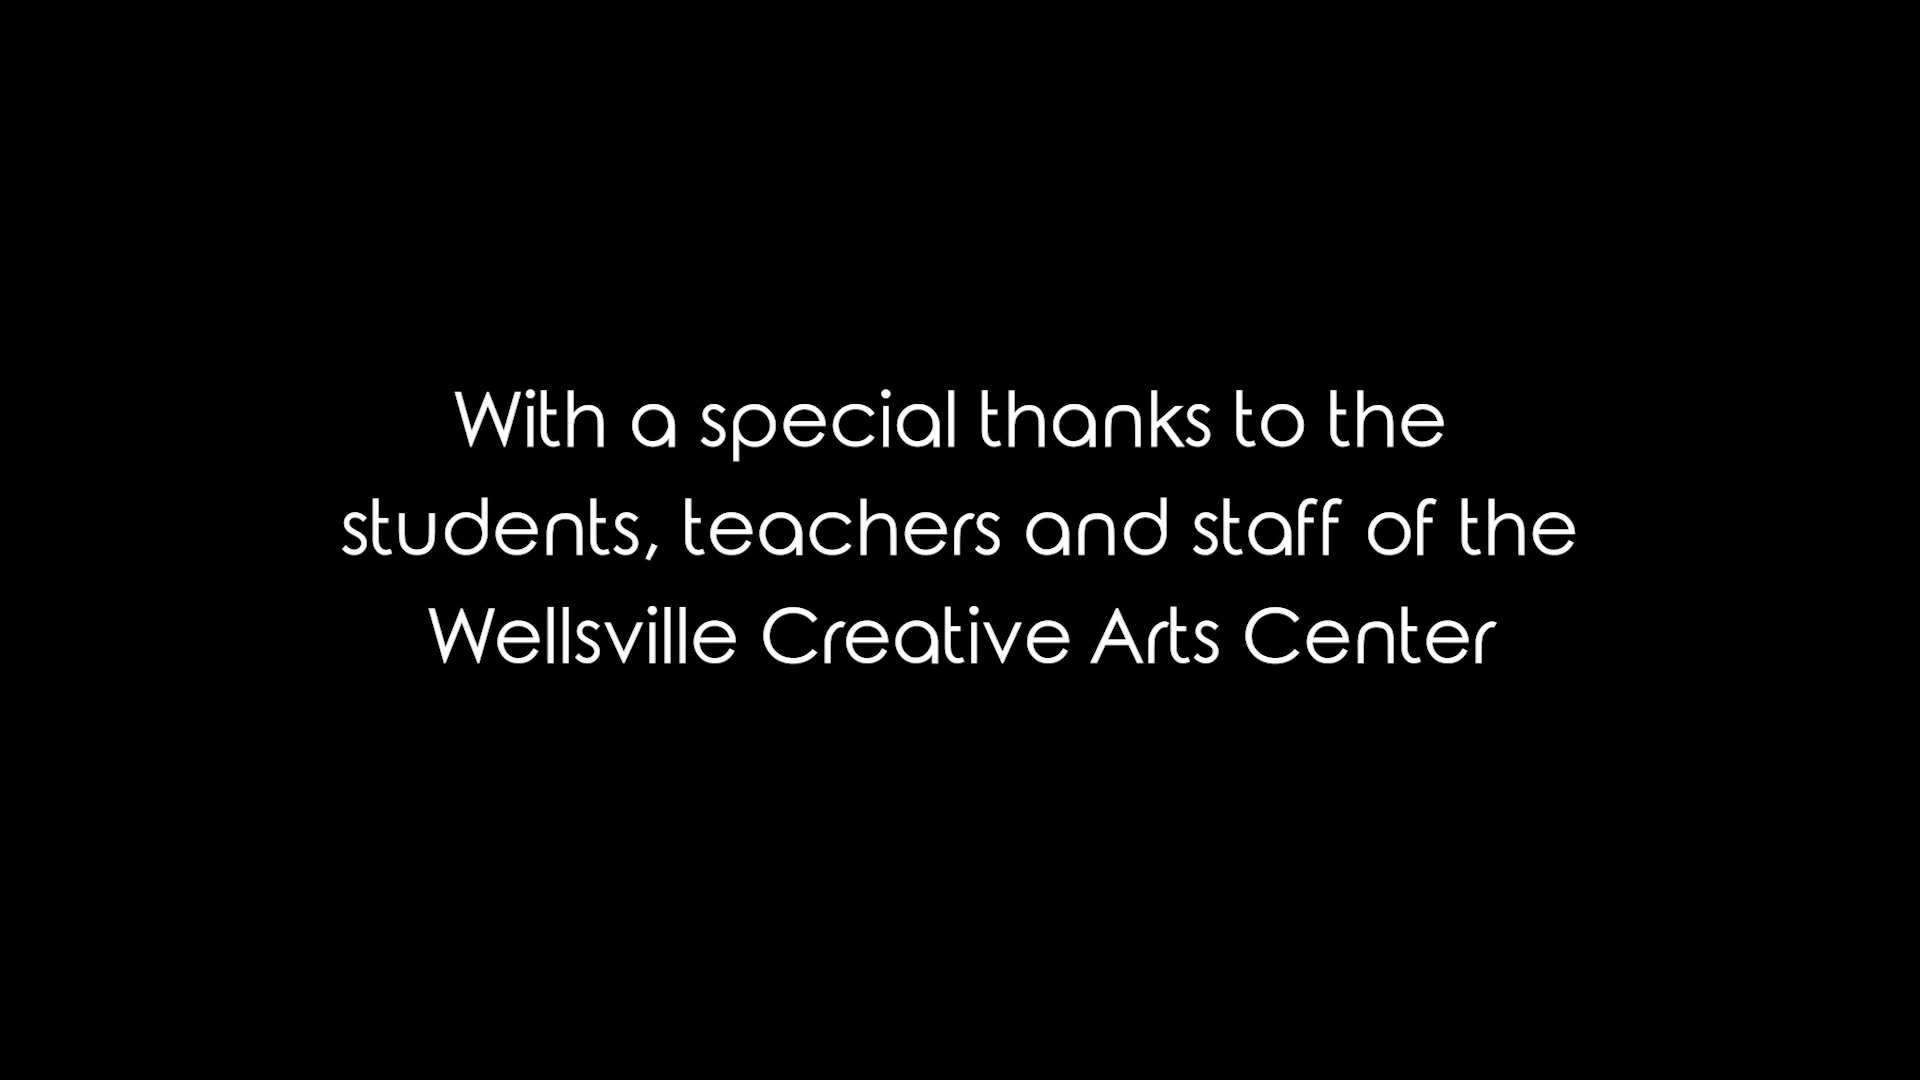 With a special thanks to the
students, teachers and staff of the
Wellsville Creative Arts Center